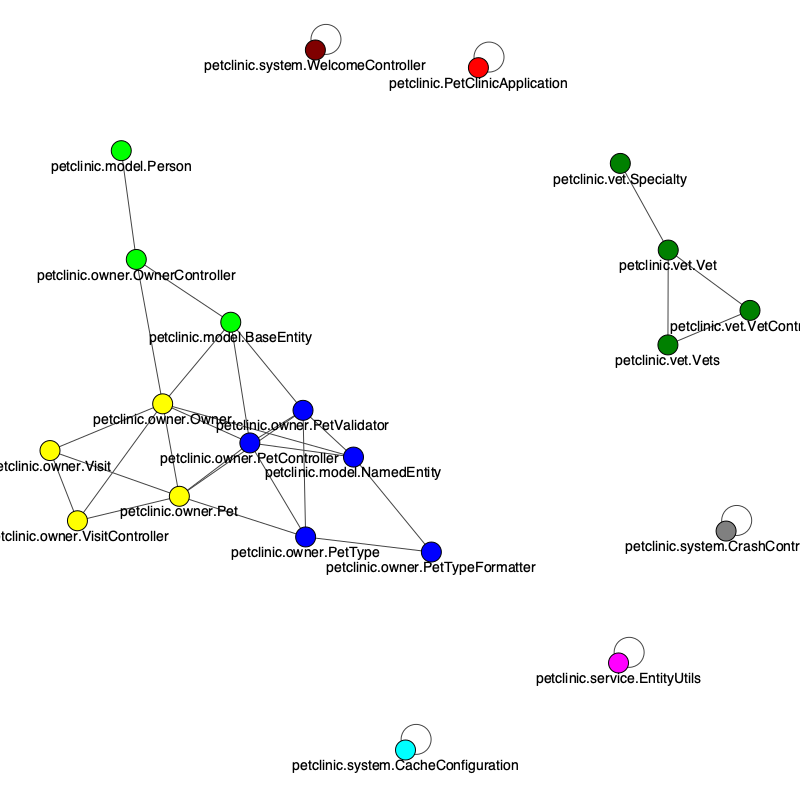 petclinic.system.WelcomeController
petclinic.PetClinicApplication
petclinic.model.Person
petclinic.vet.Specialty
petclinic.vet.Vet
petclinic.owner.OwnerController
petclinic.vet.VetContr
petclinic.model.BaseEntity
petclinic.vet.Vets
petclinic.owner.Owner
petclinic.owner.PetValidator
petclinic.owner.PetController
etclinic.owner.Visit
petclinic.model.NamedEntity
petclinic.owner.Pet
tclinic.owner.VisitController
petclinic.system.CrashContr
petclinic.owner.PetType
petclinic.owner.PetTypeFormatter
petclinic.service.EntityUtils
petclinic.system.CacheConfiguration